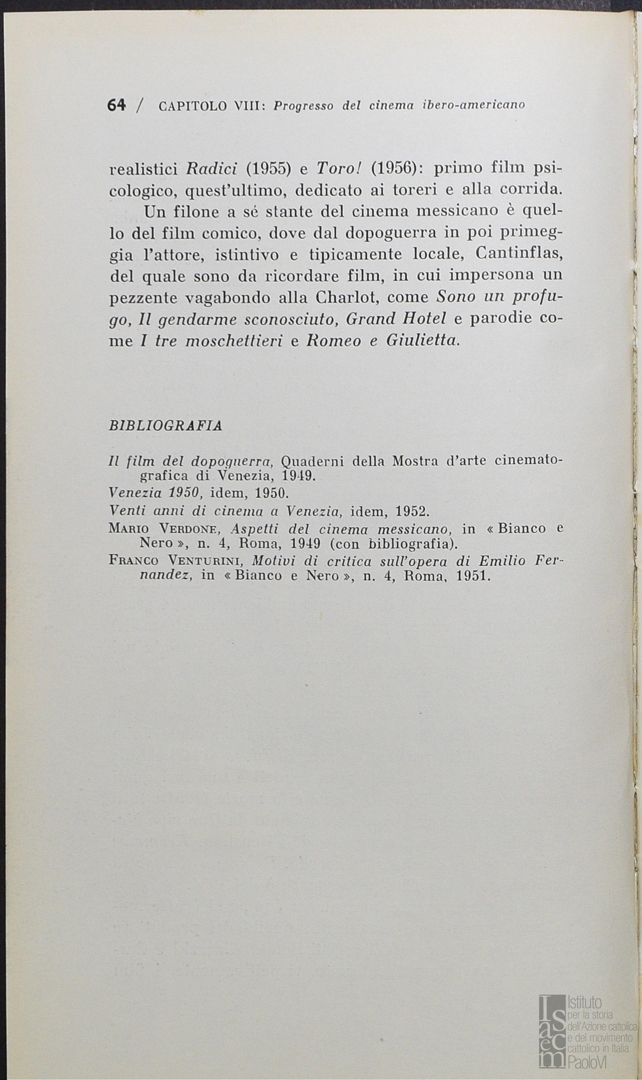 64 / CAPITOLO VIII: Progresso del cinema ibero-americano
realistici Radici (1955) e Toro! (1956): primo film psi-
cologico, quest'ultimo, dedicato ai toreri e alla corrida.
Un filone a sé stante del cinema messicano è quel-
lo del film comico, dove dal dopoguerra in poi primeg-
gia l'attore, istintivo e tipicamente locale, Cantinflas,
del quale sono da ricordare film, in cui impersona un
pezzente vagabondo alla Charlot, come Sono un profu-
go, Il gendarme sconosciuto, Grand Hotel e parodie co-
me I tre moschettieri e Romeo e Giulietta.
BIBLIOGRAFIA
Il film del dopoguerra, Quaderni della Mostra d'arte cinemato-
grafica di Venezia, 1949.
Venezia 1950, idem, 1950.
Venti anni di cinema a Venezia, idem, 1952.
MARIO VERDONE, Aspetti del cinema messicano, in « Bianco e
Nero », n. 4, Roma, 1949 (con bibliografia).
FRANCO VENTURINI, Motivi di critica sull'opera di Emilio Fer-
nandez, in « Bianco e Nero », n. 4, Roma, 1951.
Isacem
Istituto
per la storia
dell'Azione cattolica
e del movimento
cattolico in Italia
PaoloVI